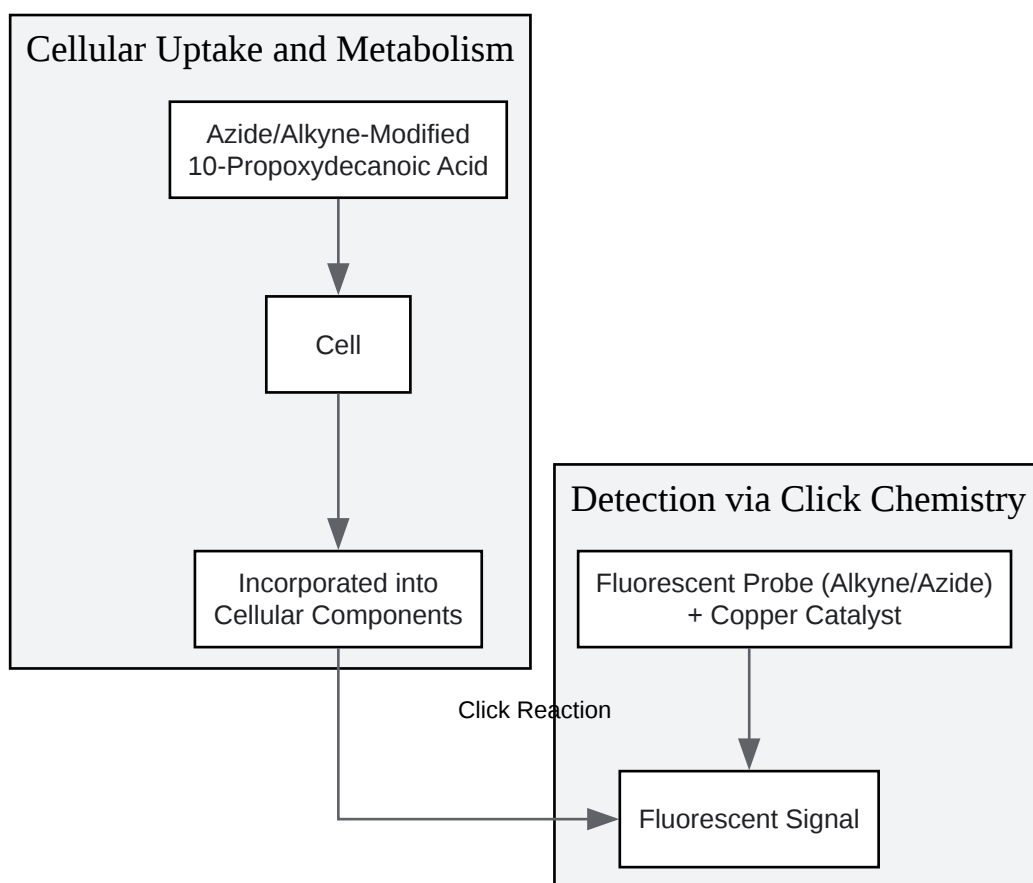 Cellular Uptake and Metabolism
Azide/Alkyne-Modified
10-Propoxydecanoic Acid
Cell
Incorporated into
Cellular Components
Detection via Click Chemistry
Fluorescent Probe (Alkyne/Azide)
+ Copper Catalyst
Click Reaction
Fluorescent Signal